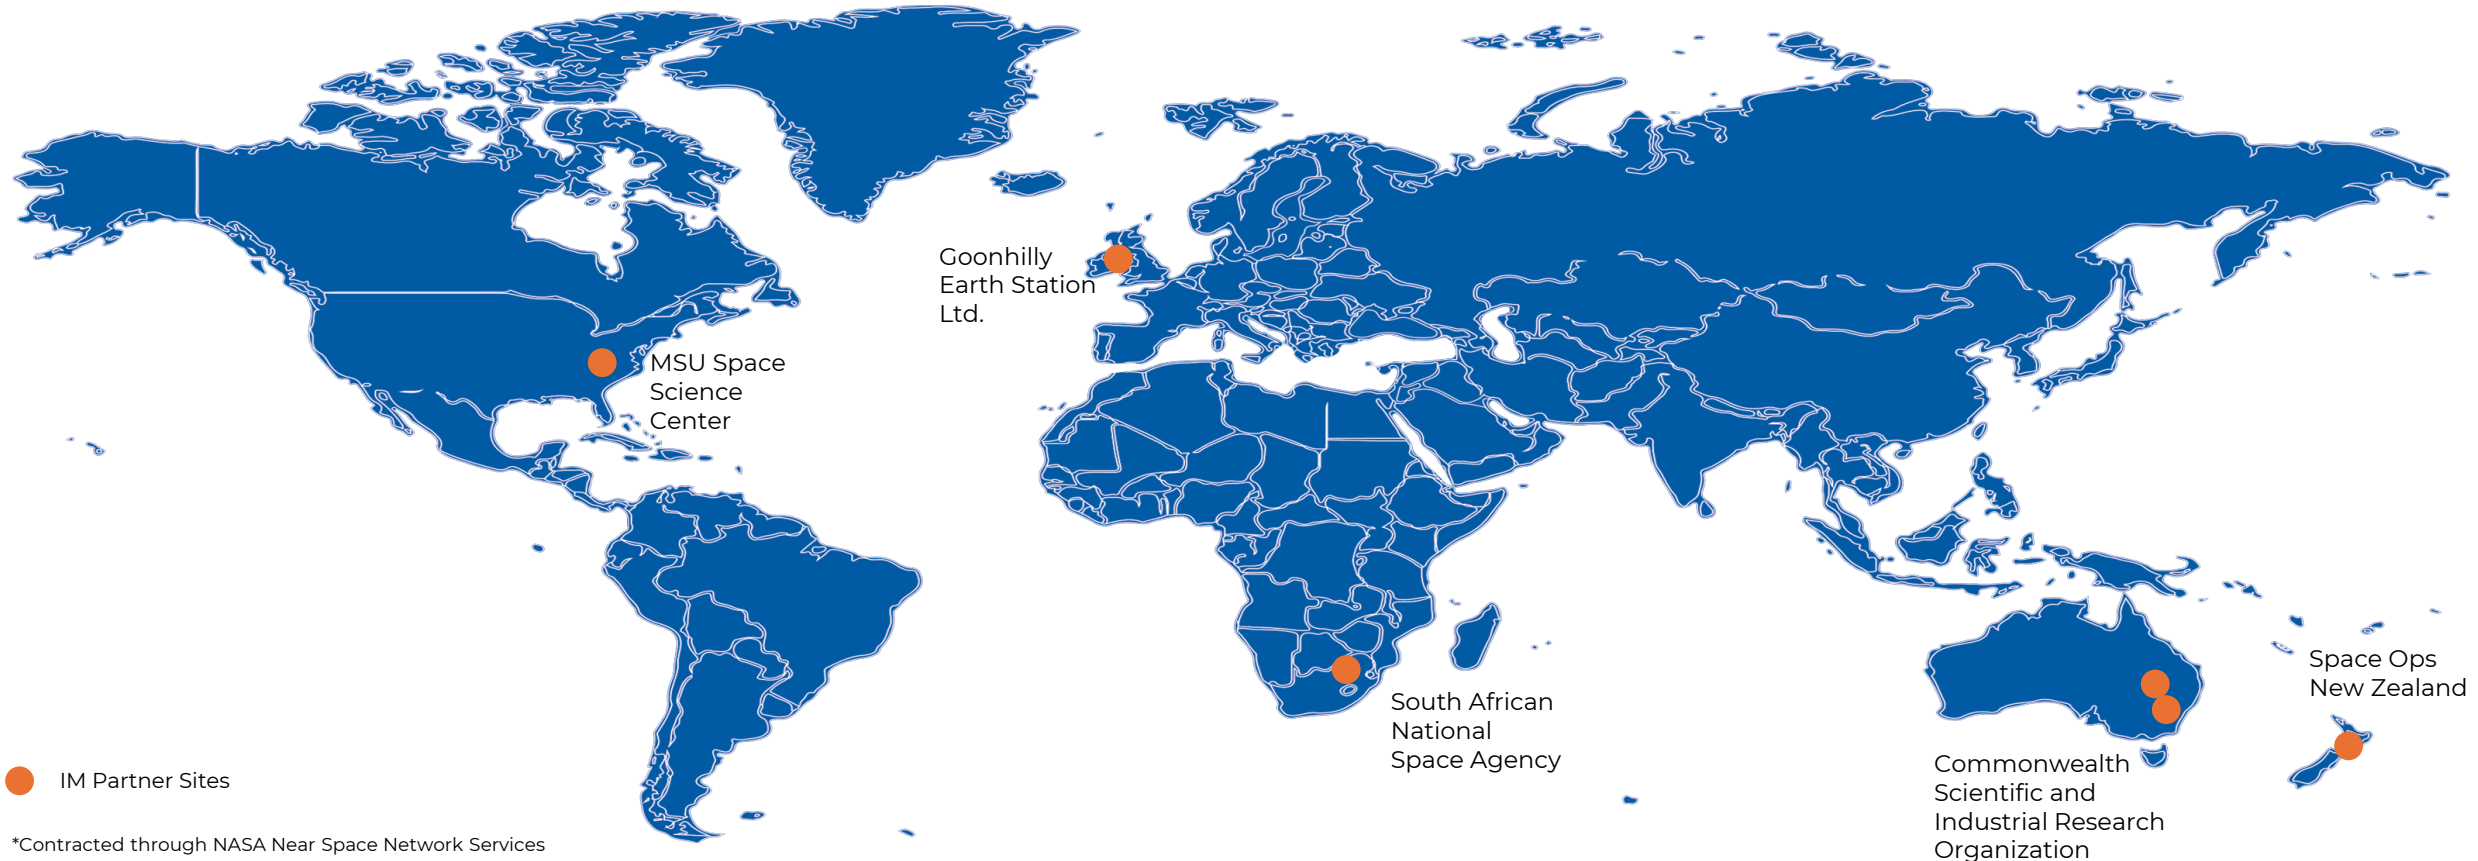 Goonhilly
Earth Station
Ltd.
MSU Space
Science
Center
South African
National
Space Agency
Space Ops
New Zealand
Commonwealth
Scientific and
Industrial Research
Organization
IM Partner Sites
*Contracted through NASA Near Space Network Services